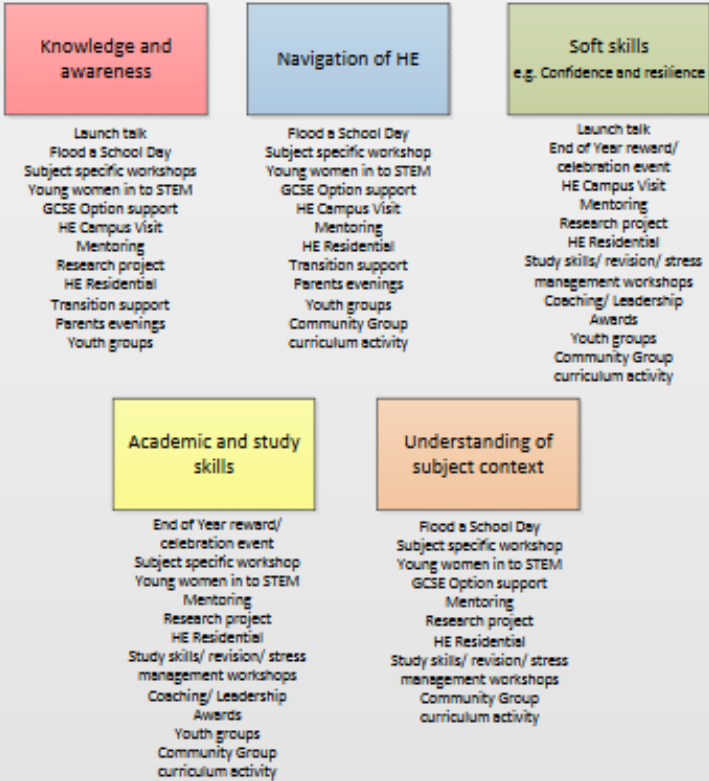 Knowledge and
awareness
Launch talk
Flood a School Day
Subject specific workshops
Young women in to STEM
GCSE Option support
HE Campus Visit
Mentoring
Research project
HE Residential
Transition support
Parents evenings
Youth groups
Navigation of HE
Flood a School Day
Subject specific workshop
Young women in to STEM
GCSE Option support
HE Campus Visit
Mentoring
HE Residential
Transition support
Parents evenings
Youth groups
Community Group
curriculum activity
Soft skills
e.g. Confidence and resilience
Launch talk
End of Year reward/
celebration event
HE Campus Visit
Mentoring
Research project
HE Residential
Study skills/ revision/ stress
management workshops
Coaching/ Leadership
Awards
Youth groups
Community Group
curriculum activity
Academic and study
skills
End of Year reward/
celebration event
Subject specific workshop
Young women in to STEM
Mentoring
Research project
HE Residential
Study skills/ revision/ stress
management workshops
Coaching/ Leadership
Awards
Youth groups
Community Group
curriculum activity
Understanding of
subject context
Flood a School Day
Subject specific workshop
Young women in to STEM
GCSE Option support
Mentoring
Research project
HE Residential
Study skills/ revision/ stress
management workshops
Community Group
curriculum activity